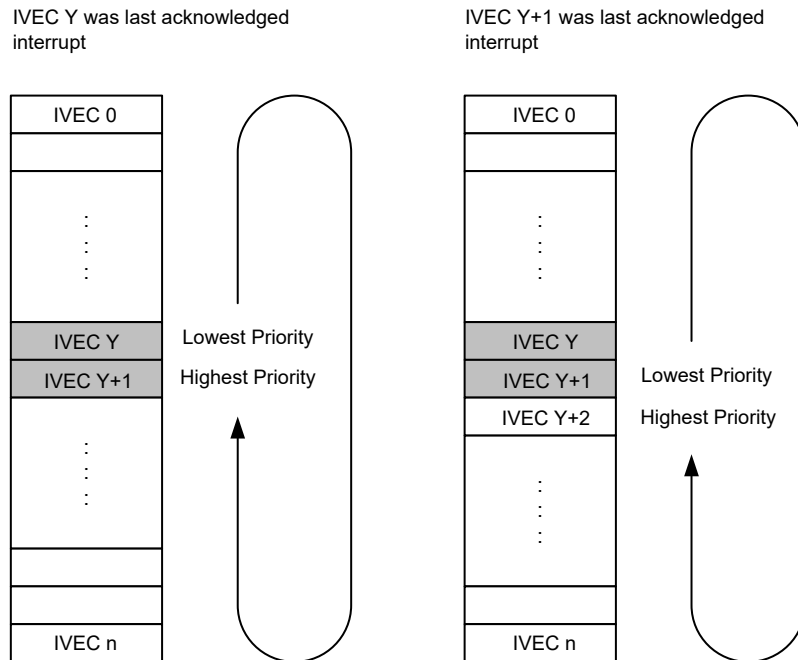 IVEC Y was last acknowledged
interrupt
IVEC 0
:
:
:
IVEC Y
Lowest Priority
IVEC Y+1
Highest Priority
:
:
:
IVEC n
IVEC Y+1 was last acknowledged
interrupt
IVEC 0
:
:
:
IVEC Y
IVEC Y+1
Lowest Priority
IVEC Y+2
Highest Priority
:
:
:
IVEC n